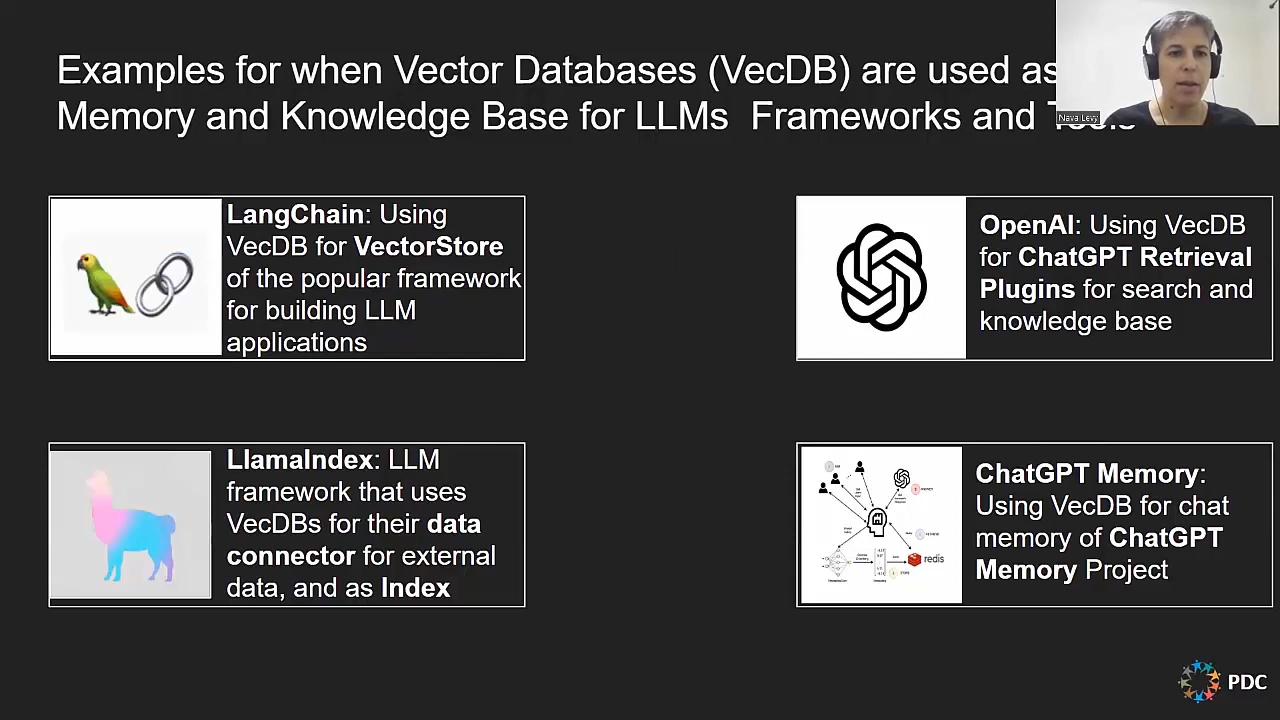 Examples for when Vector Databases (VecDB) are used as
Memory and Knowledge Base for LLMs  Frameworks and Tools
Nava Levy
LangChain: Using
VecDB for VectorStore
of the popular framework
for building LLM
applications
OpenAI: Using VecDB
for ChatGPT Retrieval
Plugins for search and
knowledge base
LlamaIndex: LLM
framework that uses
VecDBs for their data
connector for external
data, and as Index
redis
ChatGPT Memory:
Using VecDB for chat
memory of ChatGPT
Memory Project
PDC